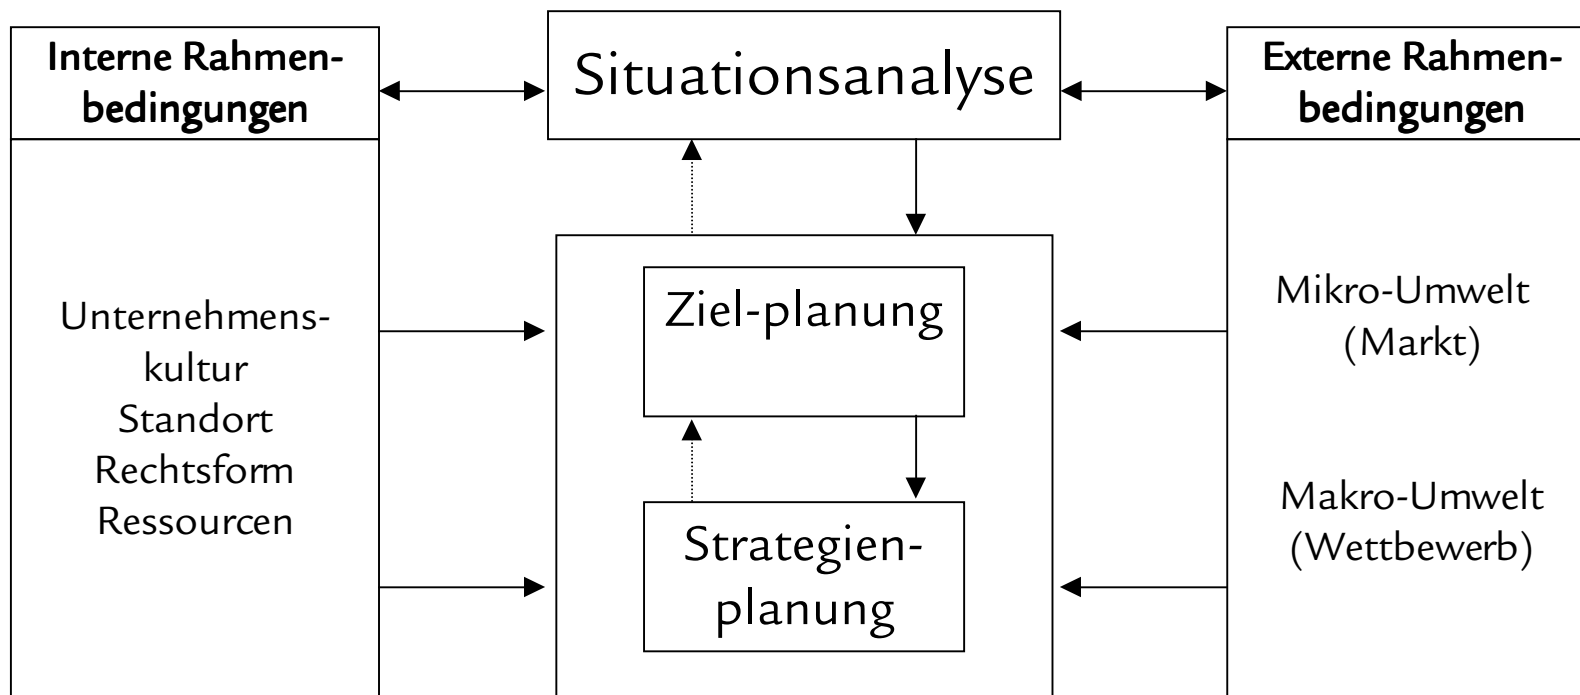 Interne Rahmen-
bedingungen
Unternehmens-
kultur
Standort
Rechtsform
Ressourcen
Situationsanalyse
Ziel-planung
Strategien-
planung
Externe Rahmen-
bedingungen
Mikro-Umwelt
(Markt)
Makro-Umwelt
(Wettbewerb)